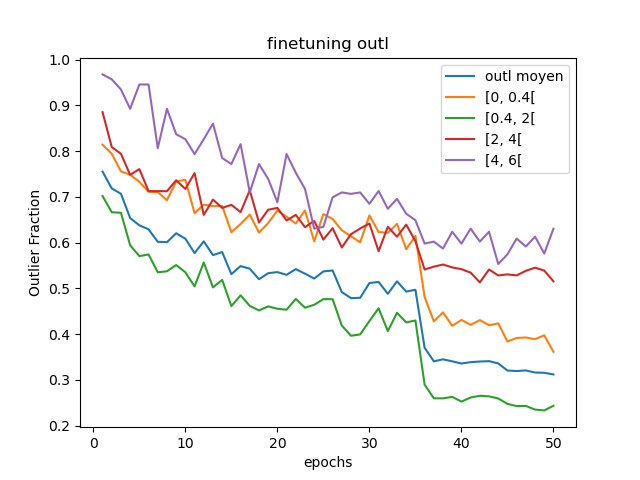 finetuning outl
outl moyen
[0, 0.4[
[0.4, 2[
[2, 4[
[4, 6[
Outlier Fraction
1.0
0.9
0.8
0.7
0.6
0.5
0.4
0.3
0.2
0 10 20 30 40 50
epochs